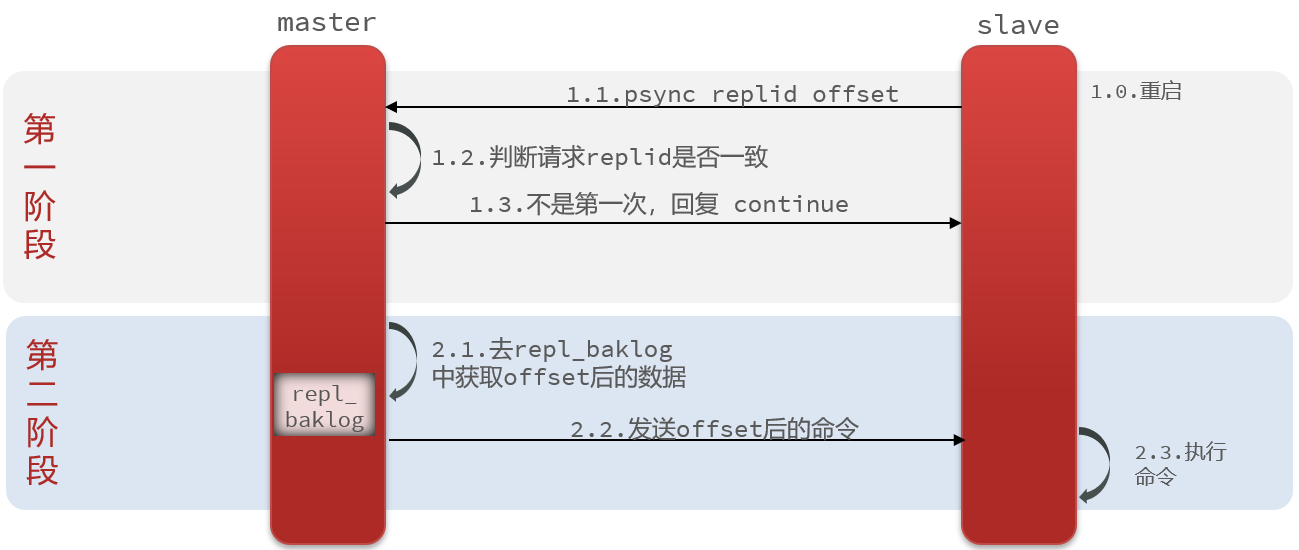 master
slave
第一阶段
1.0.重启
1.1.psync replid offset
1.2.判断请求replid是否一致
1.3.不是第一次，回复 continue
第二阶段
2.1.去repl_baklog
中获取offset后的数据
repl_
baklog
2.2.发送offset后的命令
2.3.执行
命令